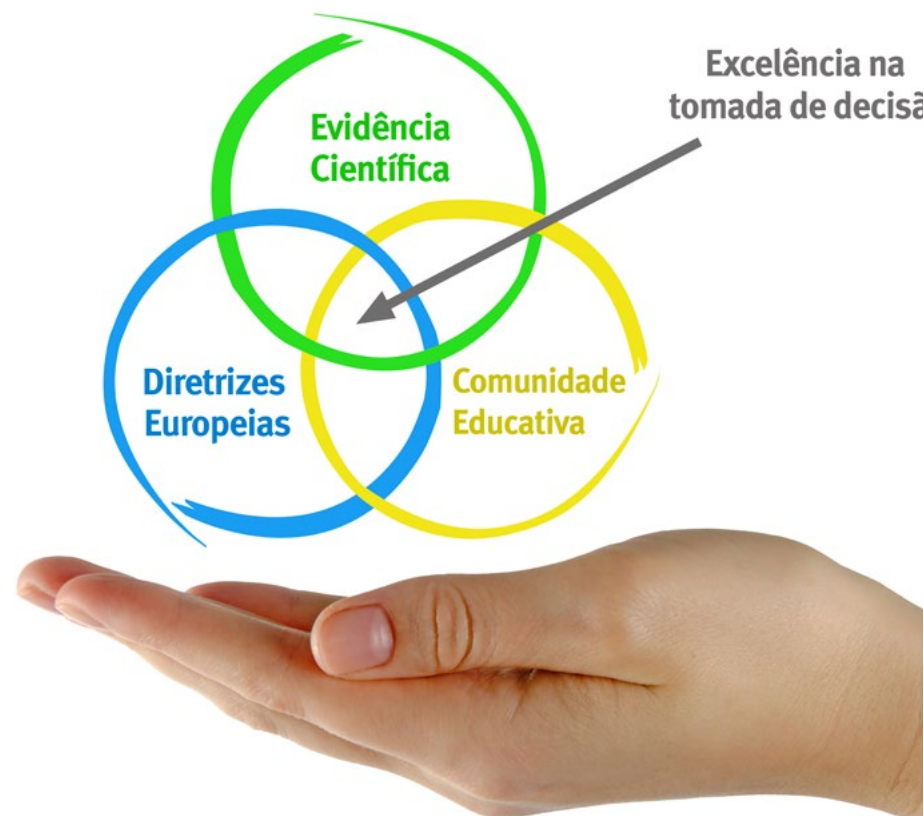 Excelência na
tomada de decisã
Evidência
Científica
Diretrizes
Europeias
Comunidade
Educativa